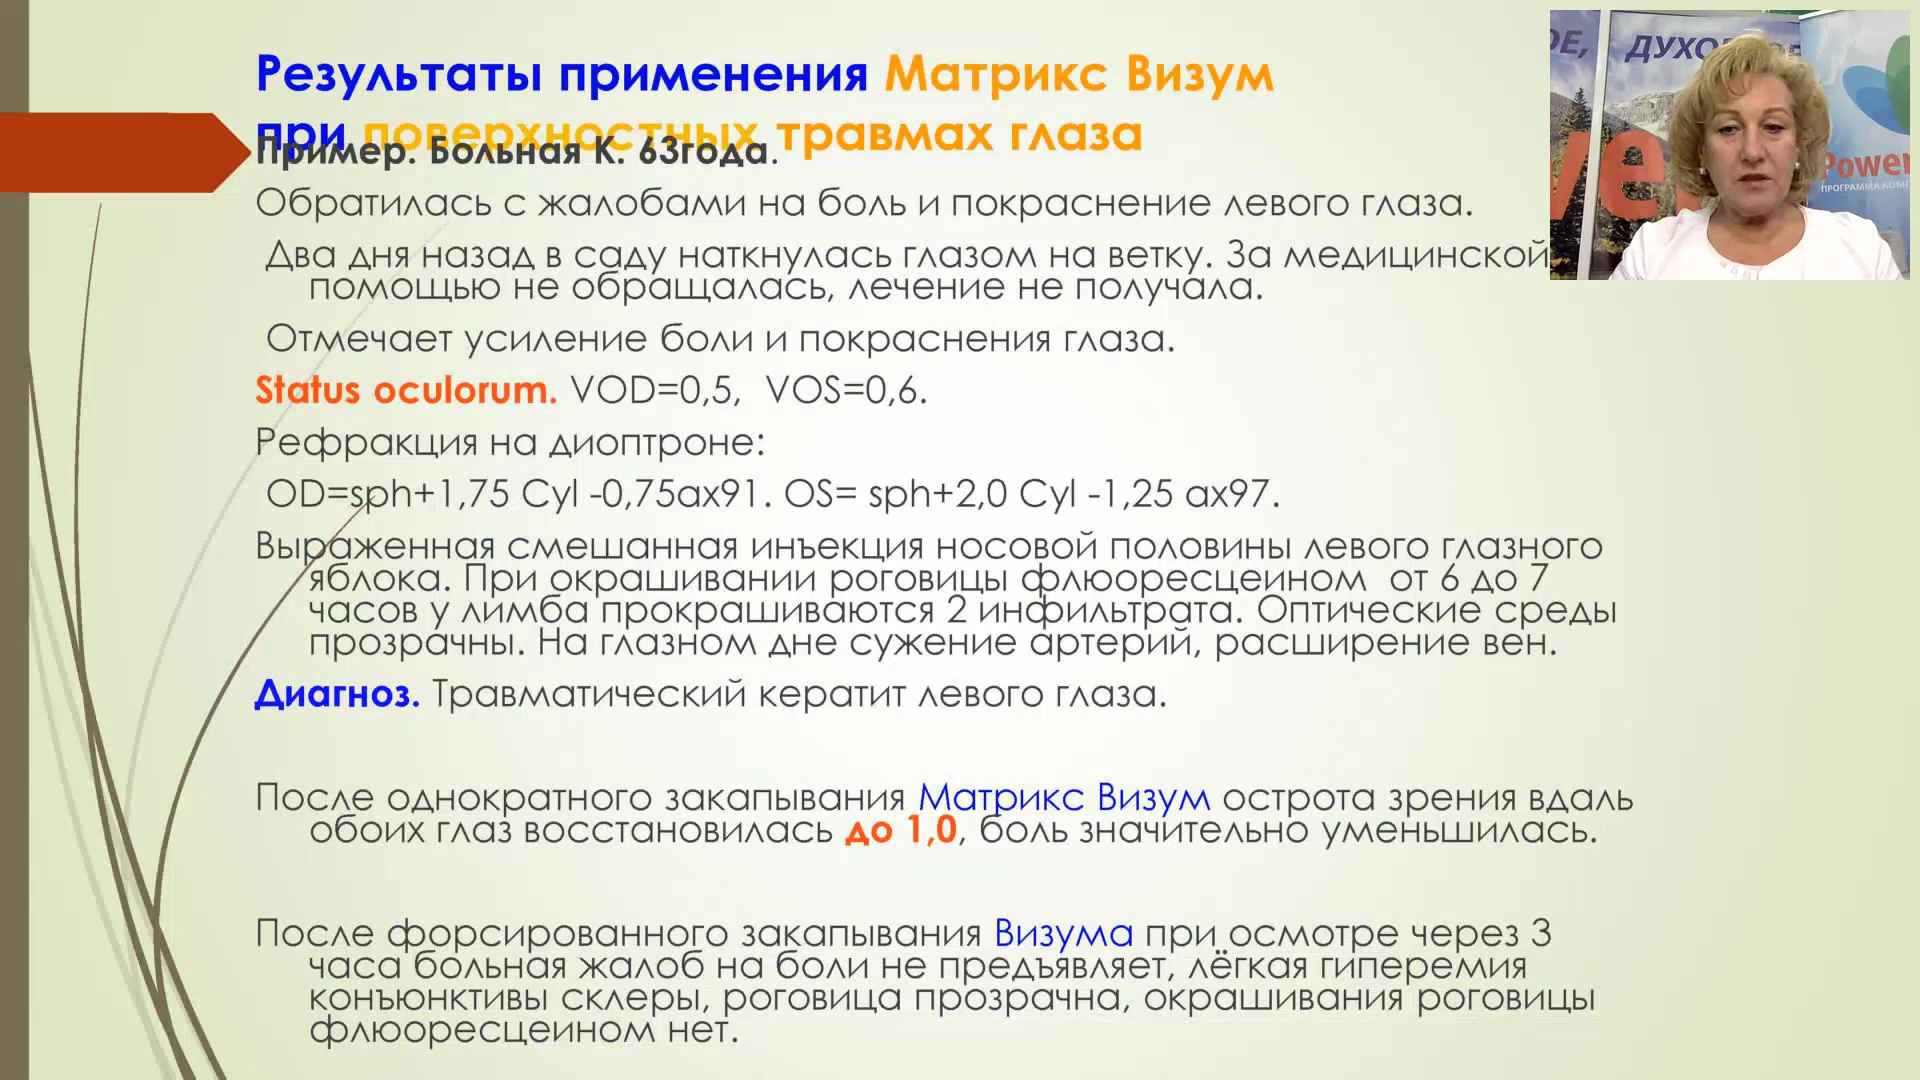 Результаты применения Матрикс Визум
при поверхностных травмах глаза
Пример. Больная К. 63года.
Обратилась с жалобами на боль и покраснение левого глаза.
Два дня назад в саду наткнулась глазом на ветку. За медицинской
помощью не обращалась, лечение не получала.
Отмечает усиление боли и покраснения глаза.
Status oculorum. VOD=0,5, VOS=0,6.
Рефракция на диоптроне:
OD=sph+1,75 Cyl -0,75ax91. OS= sph+2,0 Cyl -1,25 ax97.
Выраженная смешанная инъекция носовой половины левого глазного
яблока. При окрашивании роговицы флюоресцеином от 6 до 7
часов у лимба прокрашиваются 2 инфильтрата. Оптические среды
прозрачны. На глазном дне сужение артерий, расширение вен.
Диагноз. Травматический кератит левого глаза.
После однократного закапывания Матрикс Визум острота зрения вдаль
обоих глаз восстановилась до 1,0, боль значительно уменьшилась.
После форсированного закапывания Визума при осмотре через 3
часа больная жалоб на боли не предъявляет, лёгкая гиперемия
конъюнктивы склеры, роговица прозрачна, окрашивания роговицы
флюоресцеином нет.
Power